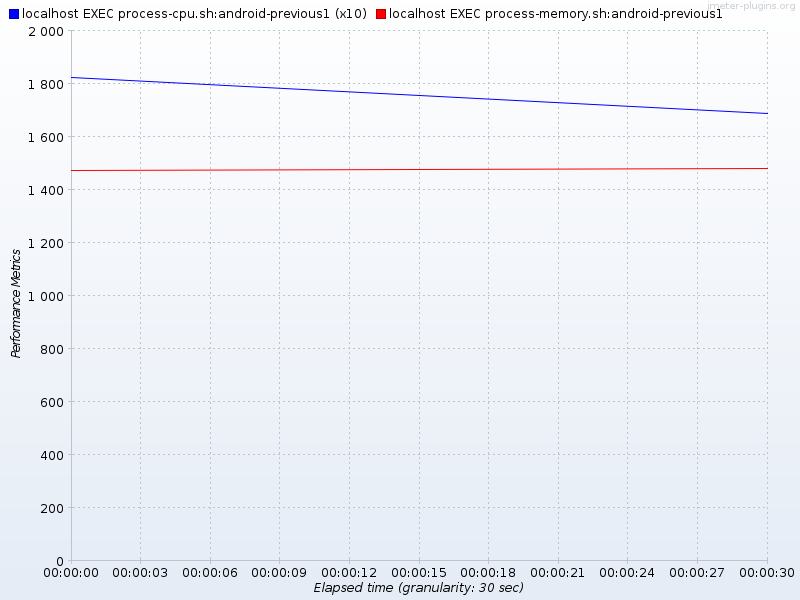 localhost EXEC process-cpu.sh:android-previous1 (x10) localhost EXEC process-memory.sh:android-previous1
jmeter-plugins.org
2 000
1 800
1 600
1 400
1 200
1 000
800
600
400
200
0
Performance Metrics
00:00:00 00:00:03 00:00:06 00:00:09 00:00:12 00:00:15 00:00:18 00:00:21 00:00:24 00:00:27 00:00:30
Elapsed time (granularity: 30 sec)